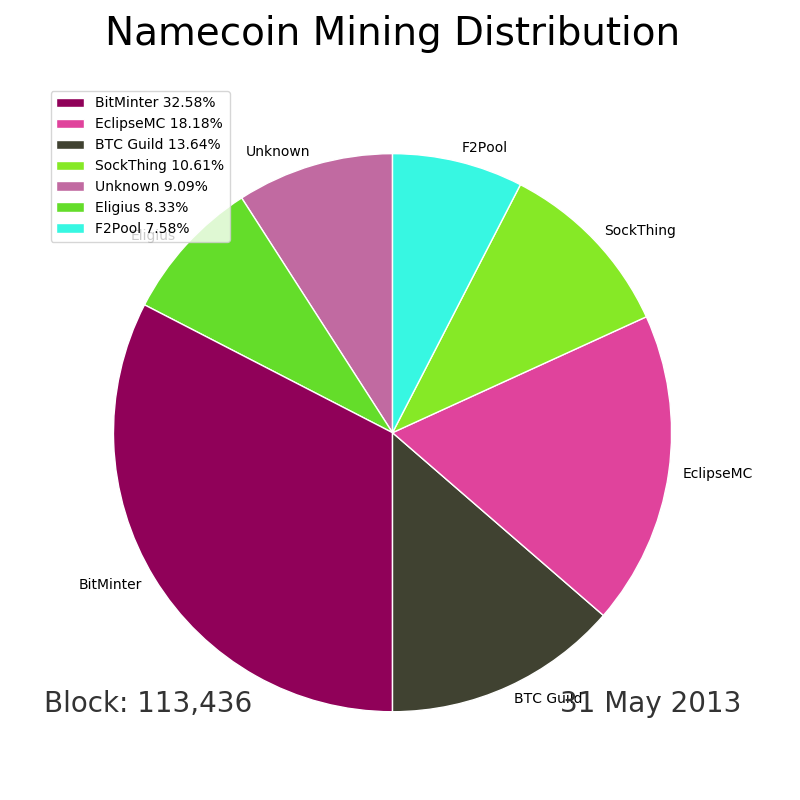 Namecoin Mining Distribution
BitMinter 32.58%
EclipseMC 18.18%
BTC Guild 13.64%
SockThing 10.61%
Unknown 9.09%
Eligius 8.33%
F2Pool 7.58%
Unknown
F2Pool
SockThing
Eligius
EclipseMC
BitMinter
BTC Guild
Block: 113,436
31 May 2013